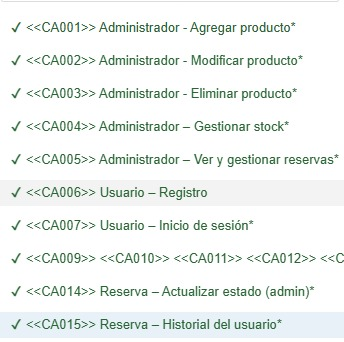 ✓ <<CA001>> Administrador - Agregar producto*
✓ <<CA002>> Administrador - Modificar producto*
✓ <<CA003>> Administrador - Eliminar producto*
✓ <<CA004>> Administrador – Gestionar stock*
✓ <<CA005>> Administrador – Ver y gestionar reservas*
✓ <<CA006>> Usuario – Registro
✓ <<CA007>> Usuario – Inicio de sesión*
✓ <<CA009>> <<CA010>> <<CA011>> <<CA012>> <<C
✓ <<CA014>> Reserva – Actualizar estado (admin)*
✓ <<CA015>> Reserva – Historial del usuario*